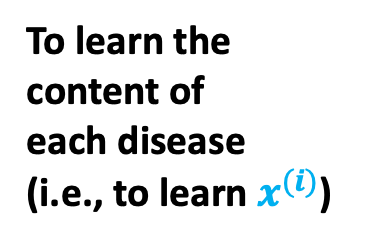 To learn the
content of
each disease
(i.e., to learn x⁽ⁱ⁾)